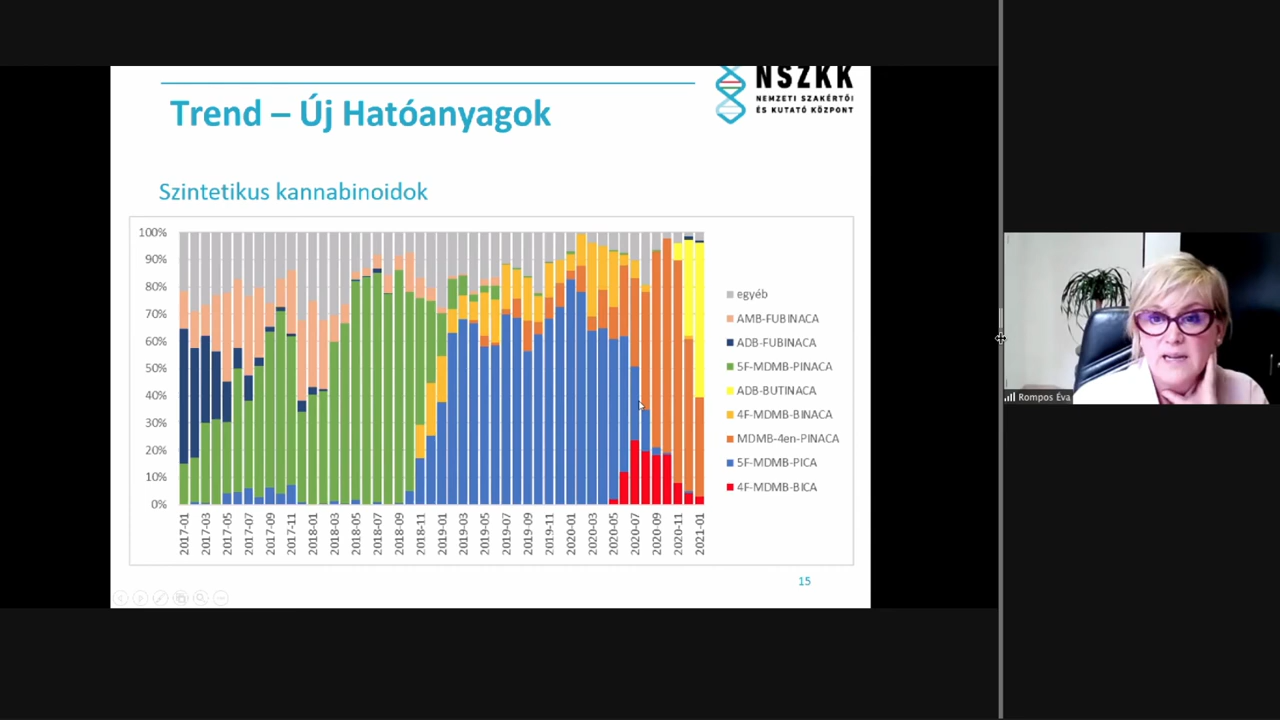 NSZKK
NEMZETI SZAKÉRTŐI
ÉS KUTATÓ KÖZPONT
Trend – Új Hatóanyagok
Szintetikus kannabinoidok
100%
90%
80%
70%
60%
50%
40%
30%
20%
10%
0%
2017-01
2017-03
2017-05
2017-07
2017-09
2017-11
2018-01
2018-03
2018-05
2018-07
2018-09
2018-11
2019-01
2019-03
2019-05
2019-07
2019-09
2019-11
2020-01
2020-03
2020-05
2020-07
2020-09
2020-11
2021-01
egyéb
AMB-FUBINACA
ADB-FUBINACA
5F-MDMB-PINACA
ADB-BUTINACA
4F-MDMB-BINACA
MDMB-4en-PINACA
5F-MDMB-PICA
4F-MDMB-BICA
15
Rompos Éva